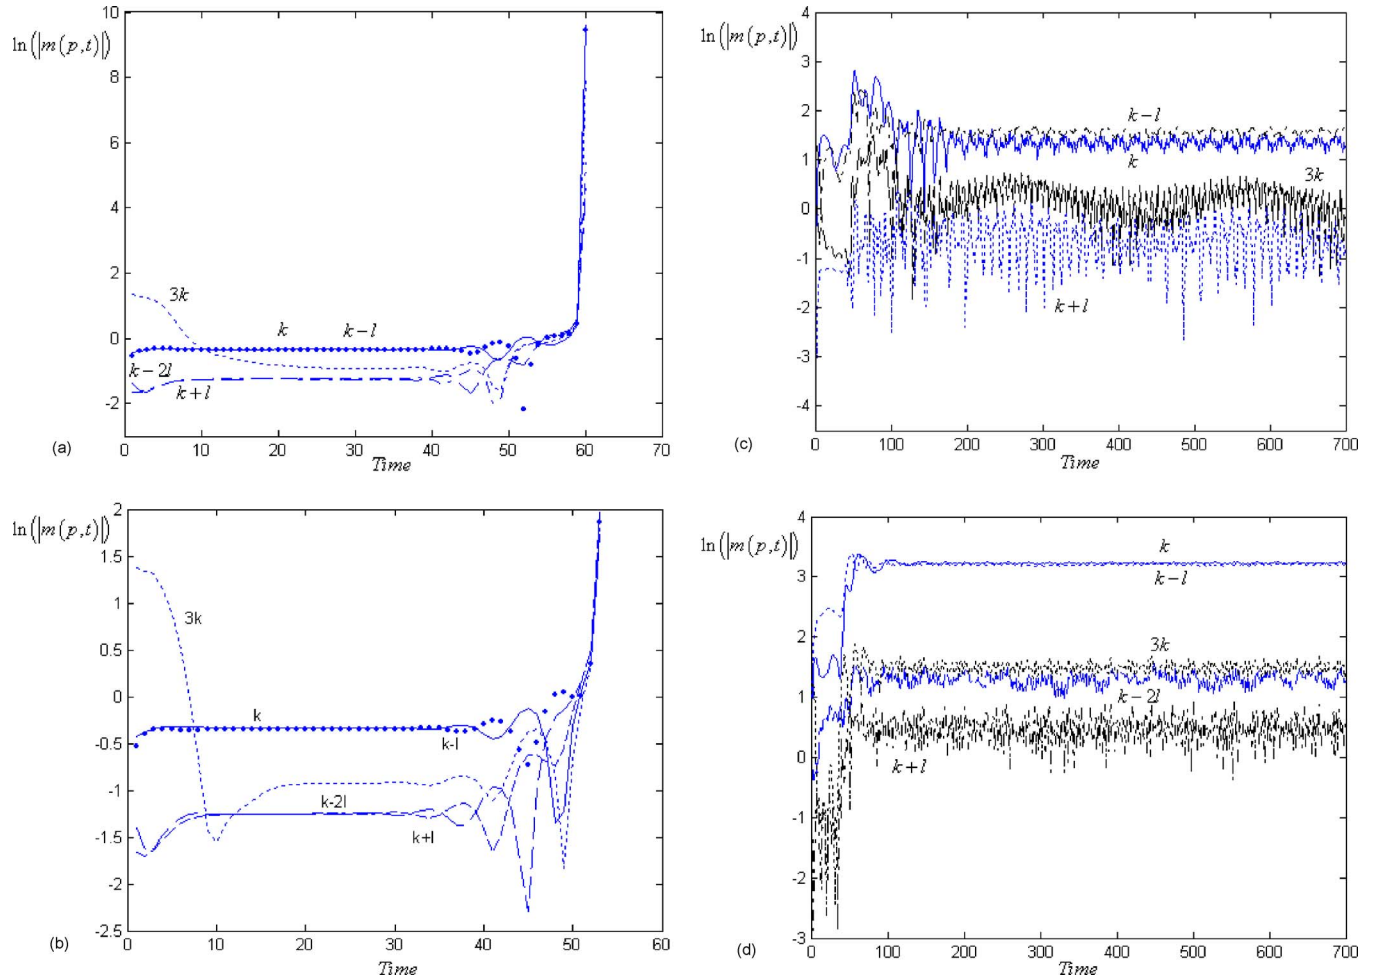 ln(|m(p,t)|)
10
8
6
4
2
0
-2
3k
k
k-l
k-2l
k+l
0
10
20
30
40
50
60
70
Time
(a)
ln(|m(p,t)|)
2
1.5
1
0.5
0
-0.5
-1
-1.5
-2
-2.5
3k
k
k-l
k-2l
k+l
0
10
20
30
40
50
60
Time
(b)
ln(|m(p,t)|)
4
3
2
1
0
-1
-2
-3
-4
k-l
k
3k
k+l
0
100
200
300
400
500
600
700
Time
(c)
ln(|m(p,t)|)
4
3
2
1
0
-1
-2
-3
k
k-l
3k
k-2l
k+l
0
100
200
300
400
500
600
700
Time
(d)